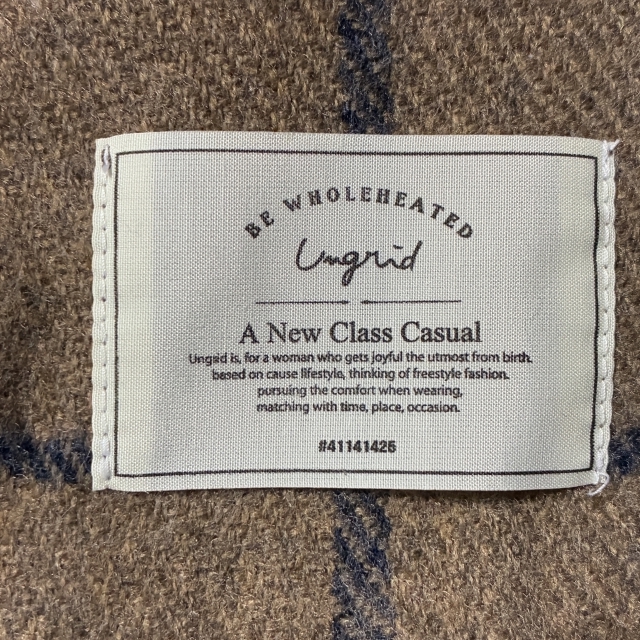 BE WHOLEHEATED
Ungrid
A New Class Casual
Ungrid is, for a woman who gets joyful the utmost from birth.
based on cause lifestyle, thinking of freestyle fashion.
pursuing the comfort when wearing,
matching with time, place, occasion.
#41141425